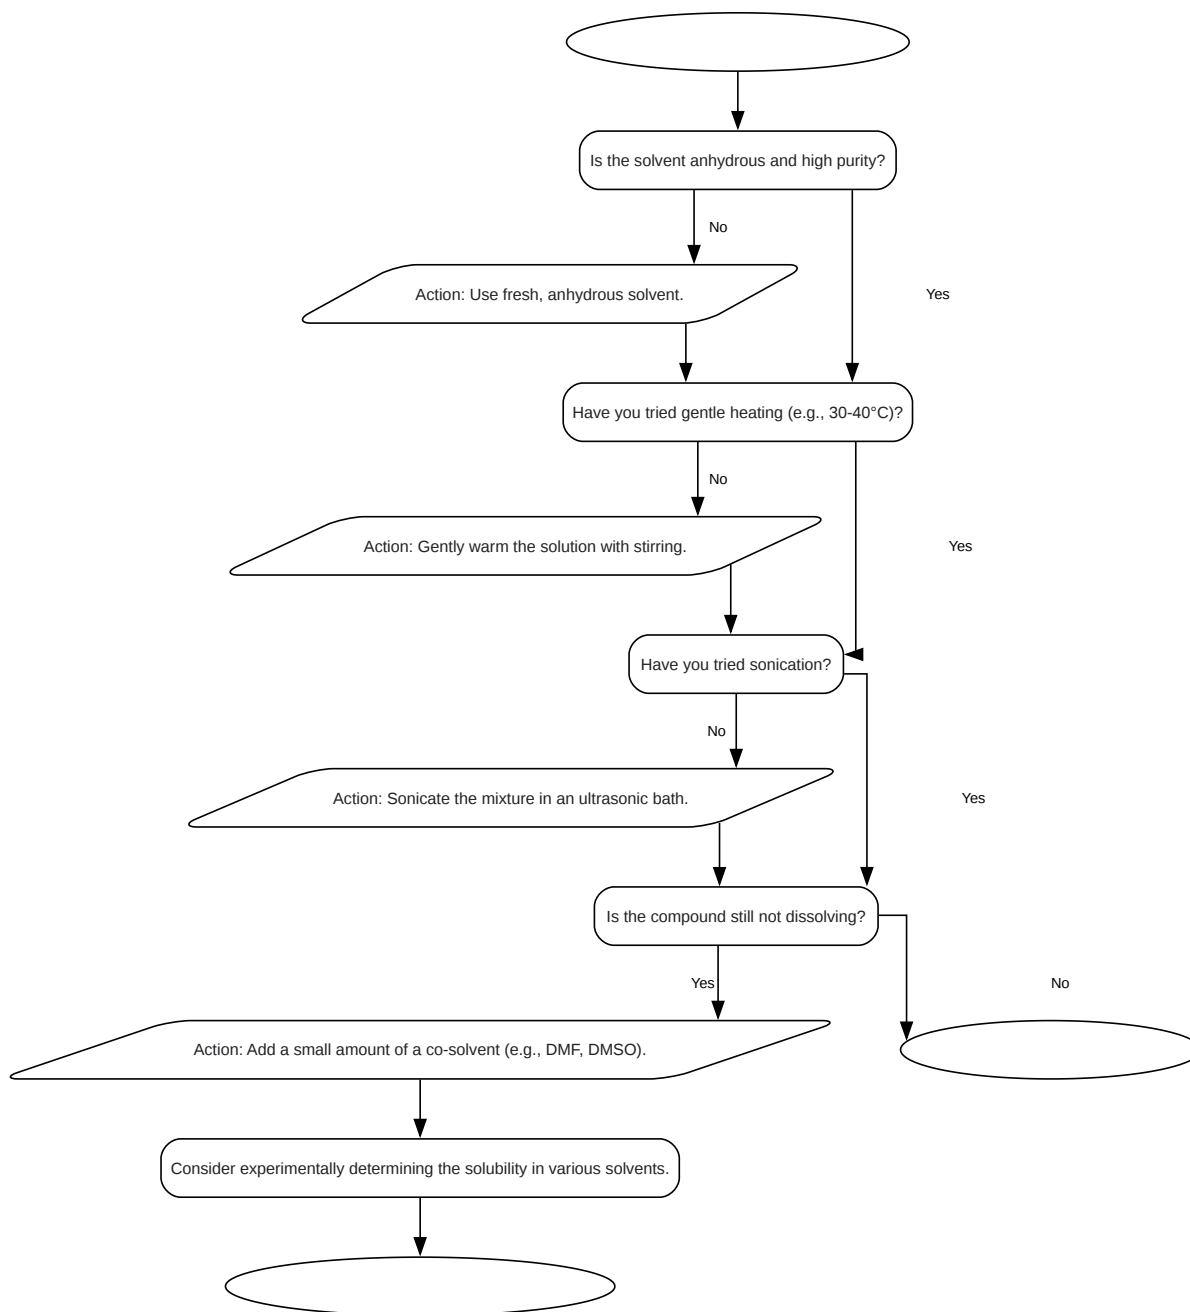 Is the solvent anhydrous and high purity?
No
Action: Use fresh, anhydrous solvent.
Yes
Have you tried gentle heating (e.g., 30-40°C)?
No
Action: Gently warm the solution with stirring.
Yes
Have you tried sonication?
No
Action: Sonicate the mixture in an ultrasonic bath.
Yes
Is the compound still not dissolving?
Yes
No
Action: Add a small amount of a co-solvent (e.g., DMF, DMSO).
Consider experimentally determining the solubility in various solvents.